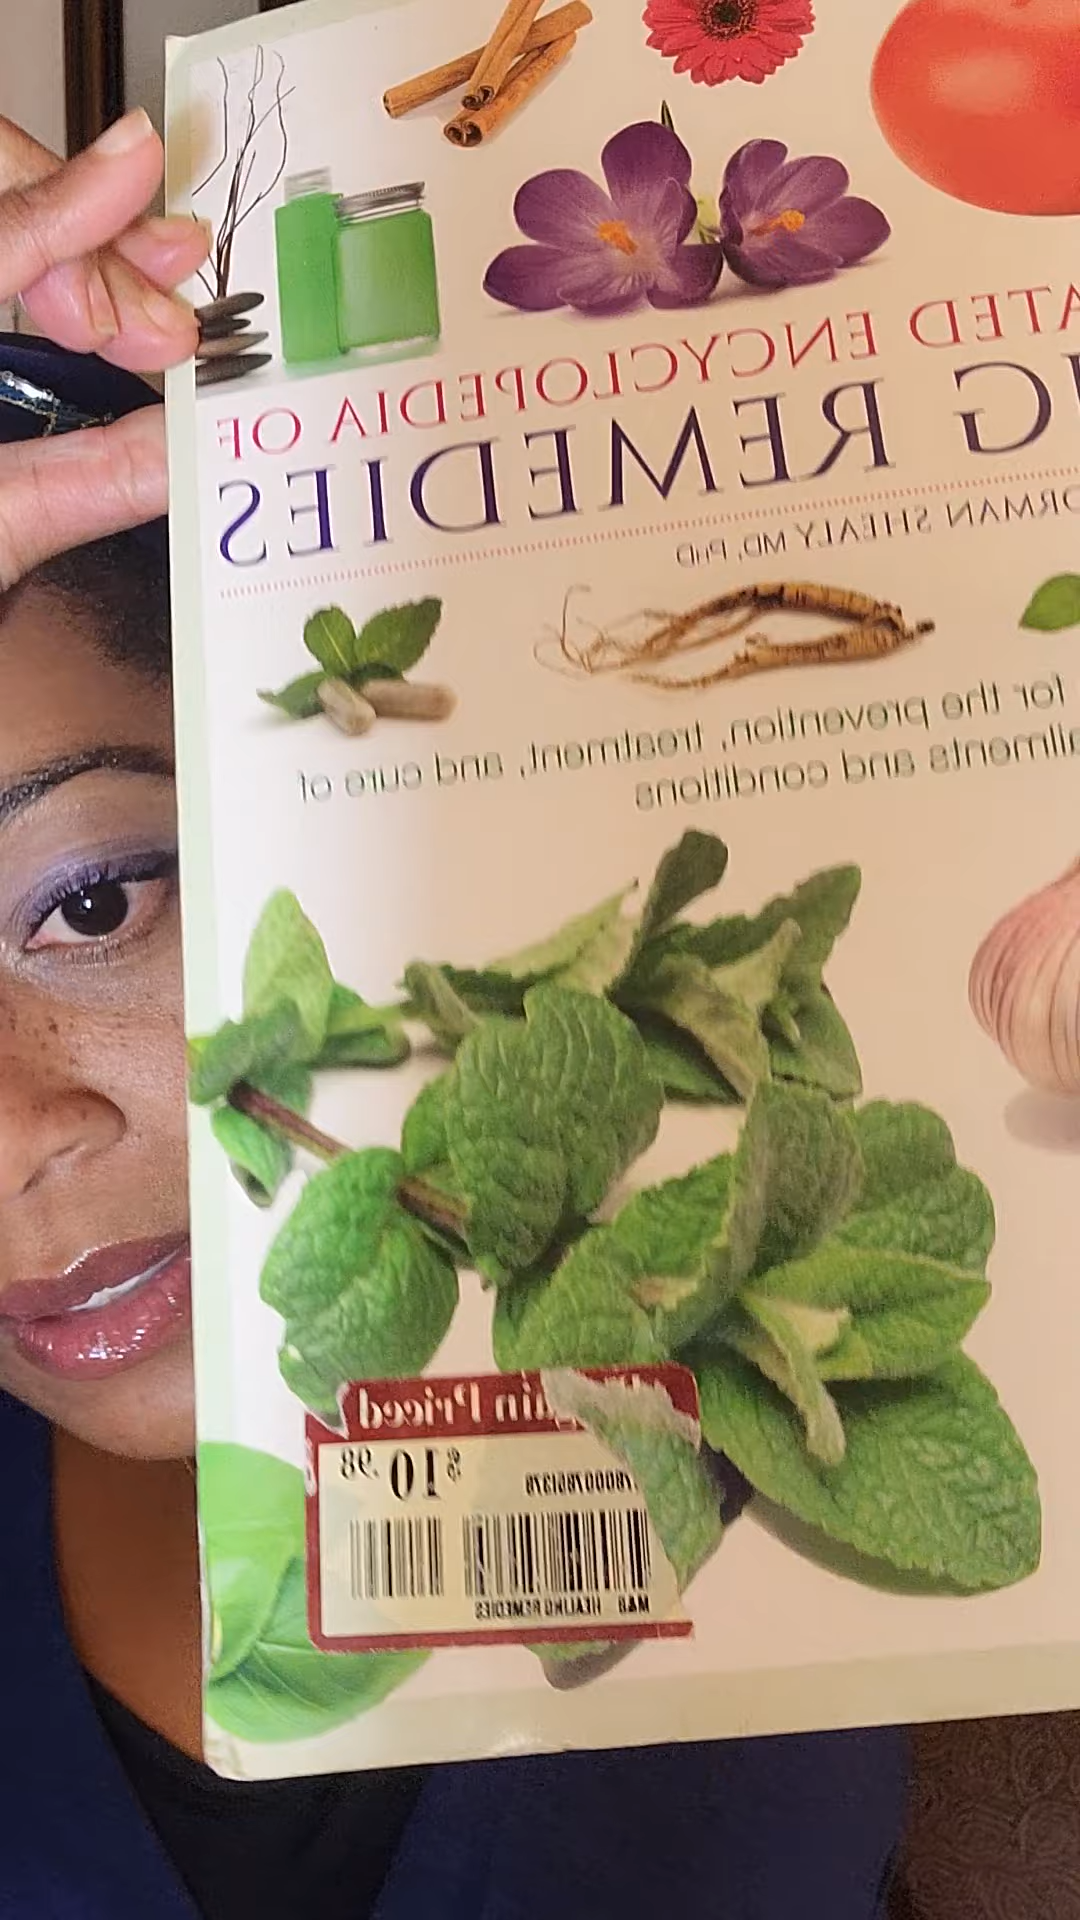 ATED ENCYCLOPEDIA OF
G REMEDIES
ORMAN SHEALY MD, PhD
for the prevention, treatment, and cure of
ailments and conditions
ain Priced
$10.98
B&M HEALING REMEDIES